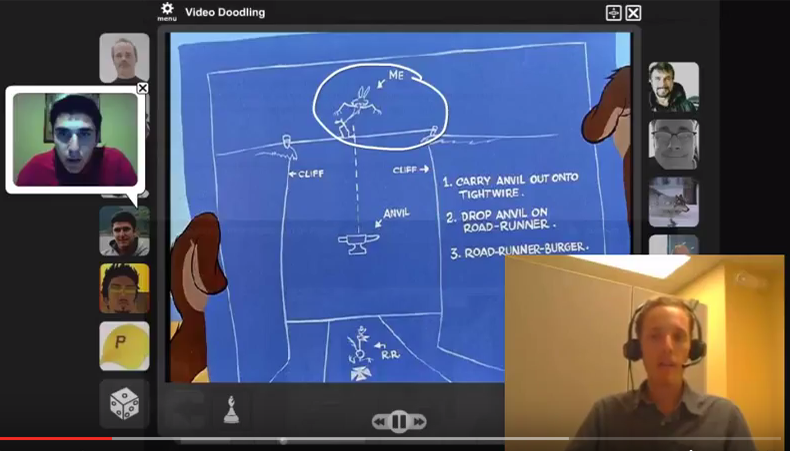 menu
Video Doodling
ME
←CLIFF
CLIFF→
ANVIL
1. CARRY ANVIL OUT ONTO
TIGHTWIRE.
2. DROP ANVIL ON
ROAD-RUNNER.
3. ROAD-RUNNER-BURGER.
R.R.
P